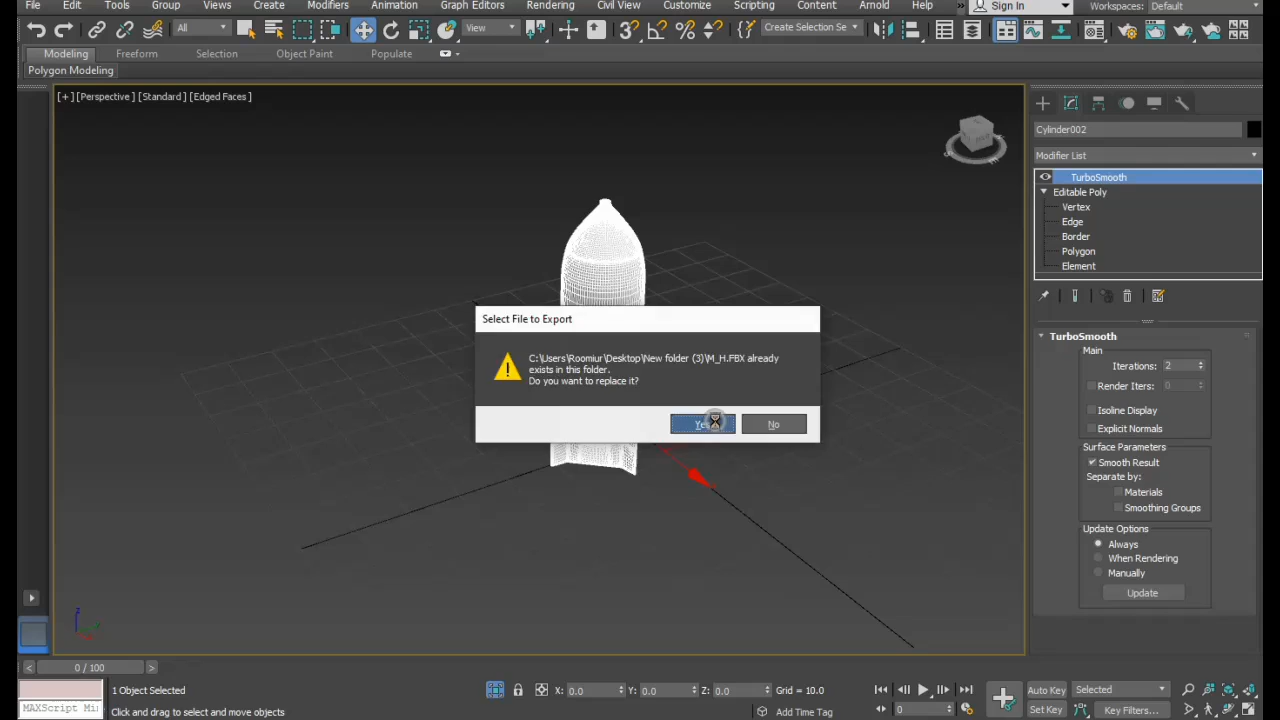 File Edit Tools Group Views Create Modifiers Animation Graph Editors Rendering Civil View Customize Scripting Content Arnold Help » Sign In Workspaces: Default
All View Create Selection Se
Modeling Freeform Selection Object Paint Populate
Polygon Modeling
[+] [Perspective] [Standard] [Edged Faces]
Cylinder002
Modifier List
TurboSmooth
Editable Poly
Vertex
Edge
Border
Polygon
Element
Select File to Export
C:\Users\Roomiur\Desktop\New folder (3)\M_H.FBX already
exists in this folder.
Do you want to replace it?
Yes No
TurboSmooth
Main
Iterations: 2
Render Iters: 0
Isoline Display
Explicit Normals
Surface Parameters
Smooth Result
Separate by:
Materials
Smoothing Groups
Update Options
Always
When Rendering
Manually
Update
z
< 0 / 100 >
1 Object Selected X: 0.0 Y: 0.0 Z: 0.0 Grid = 10.0 Auto Key Selected
MAXScript Mi Click and drag to select and move objects Add Time Tag 0 Set Key Key Filters...